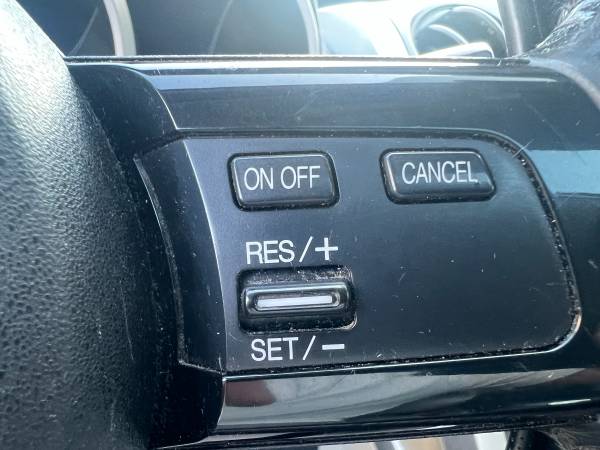 ON OFF
CANCEL
RES/+
SET/−